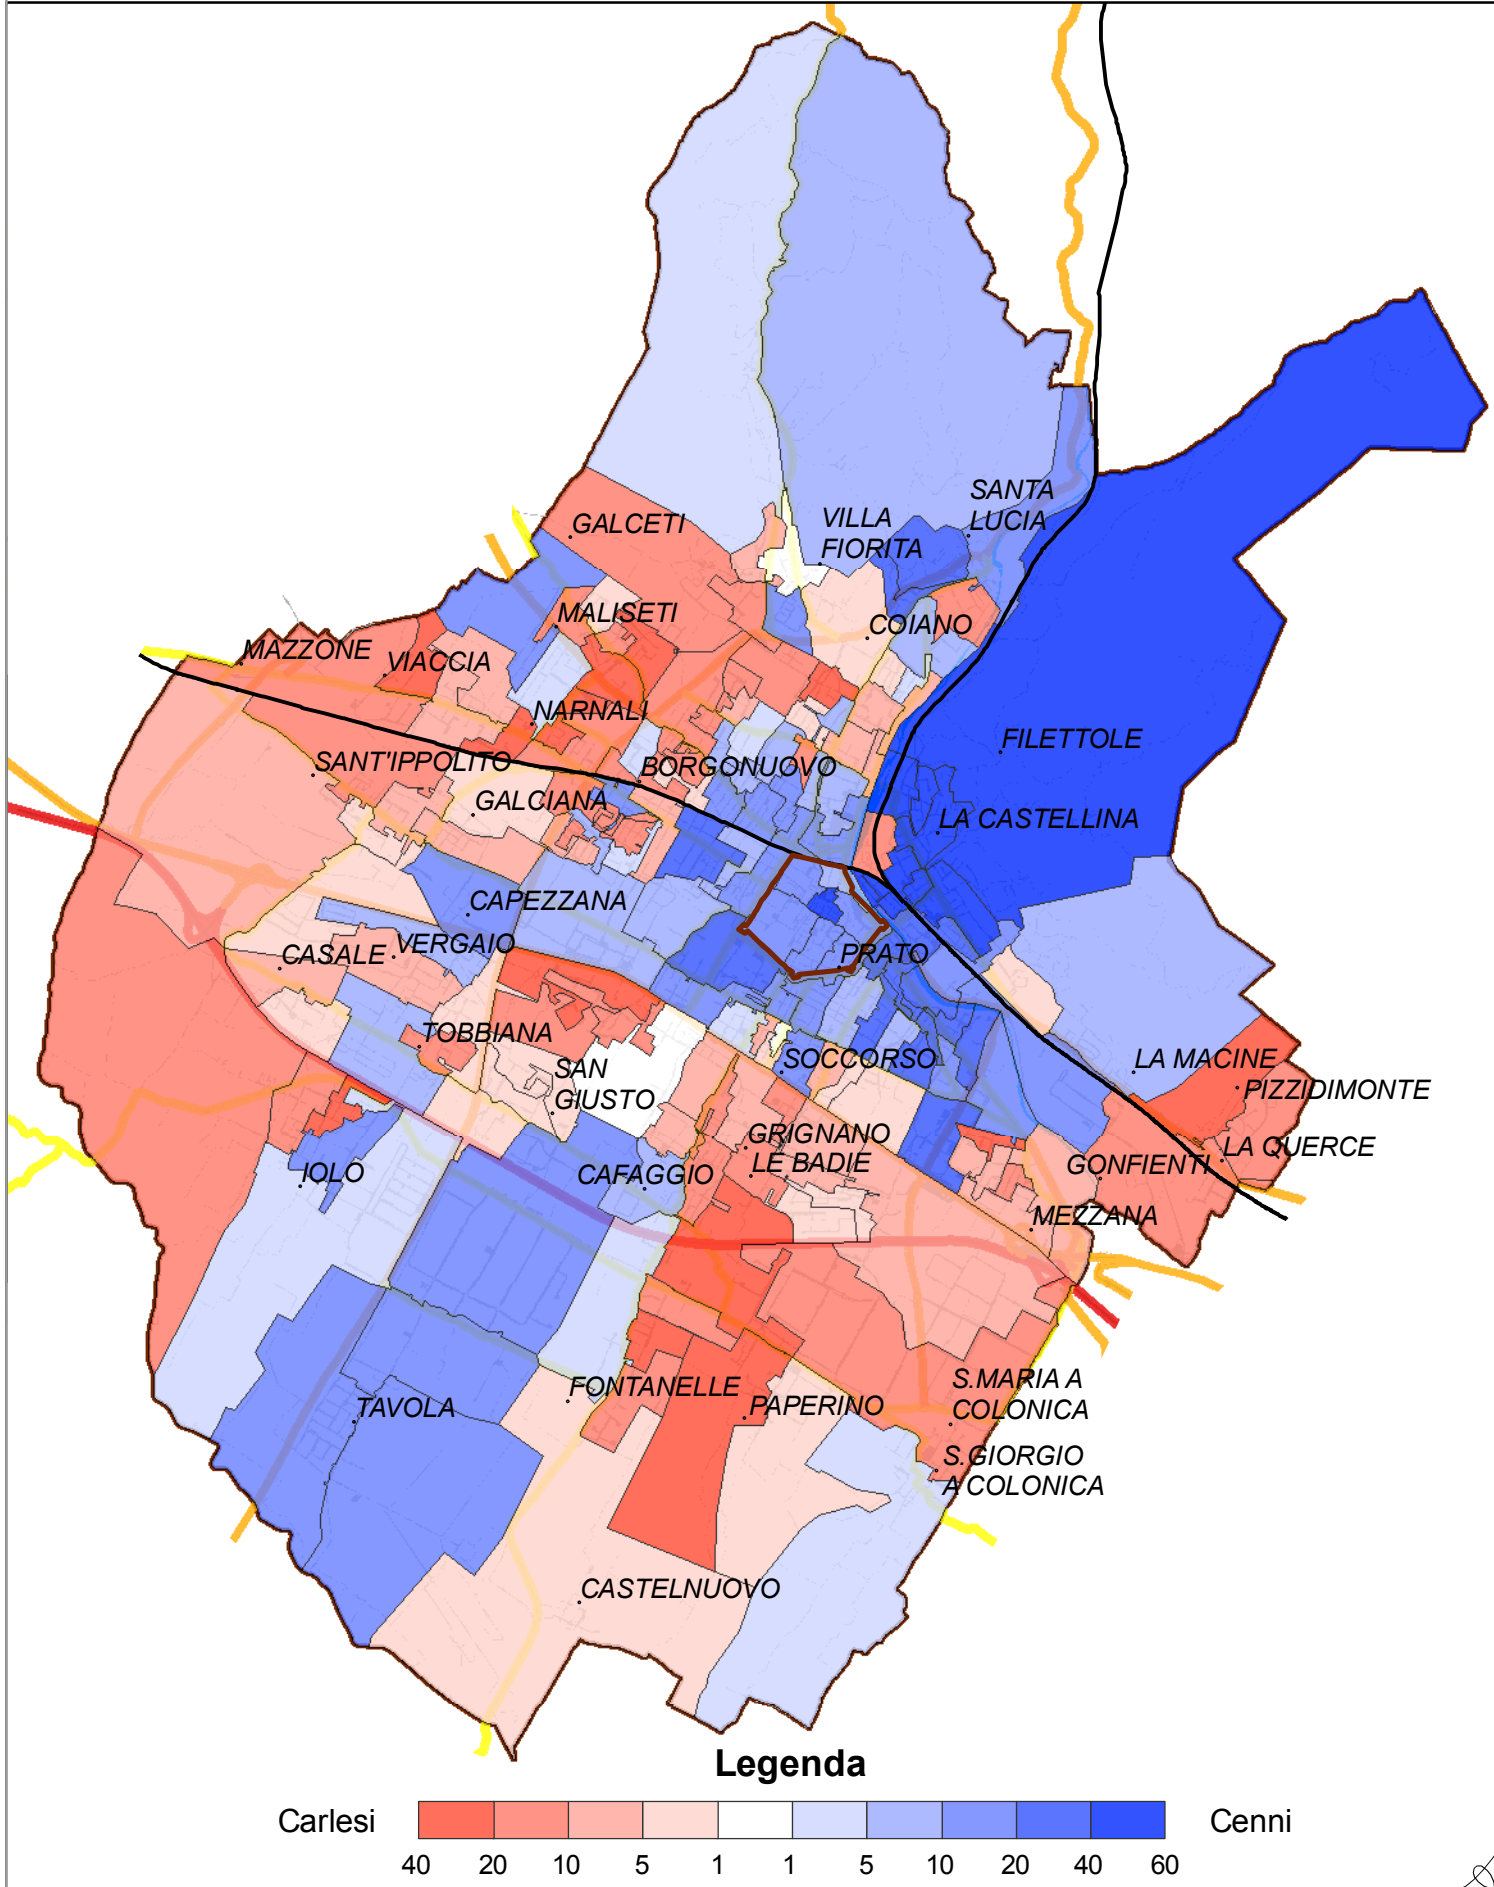 SANTA
LUCIA
VILLA
FIORITA
GALCETI
MALISETI
COIANO
MAZZONE
VIACCIA
NARNALI
FILETTOLE
SANT'IPPOLITO
BORGONUOVO
GALCIANA
LA CASTELLINA
CAPEZZANA
VERGAIO
CASALE
PRATO
TOBBIANA
SOCCORSO
LA MACINE
SAN
GIUSTO
PIZZIDIMONTE
GRIGNANO
LE BADIE
LA QUERCE
GONFIENTI
IOLO
CAFAGGIO
MEZZANA
FONTANELLE
S.MARIA A
COLONICA
TAVOLA
PAPERINO
S.GIORGIO
A COLONICA
CASTELNUOVO
Legenda
Carlesi Cenni
40 20 10 5 1 1 5 10 20 40 60